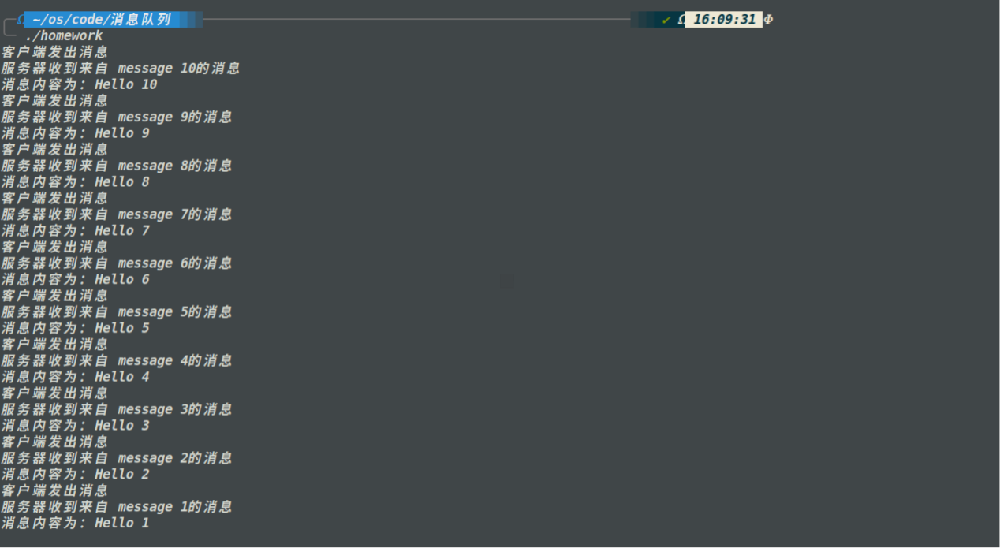 Ω ~/os/code/消息队列 ✔ Ω 16:09:31 Φ
./homework
客户端发出消息
服务器收到来自 message 10的消息
消息内容为：Hello 10
客户端发出消息
服务器收到来自 message 9的消息
消息内容为：Hello 9
客户端发出消息
服务器收到来自 message 8的消息
消息内容为：Hello 8
客户端发出消息
服务器收到来自 message 7的消息
消息内容为：Hello 7
客户端发出消息
服务器收到来自 message 6的消息
消息内容为：Hello 6
客户端发出消息
服务器收到来自 message 5的消息
消息内容为：Hello 5
客户端发出消息
服务器收到来自 message 4的消息
消息内容为：Hello 4
客户端发出消息
服务器收到来自 message 3的消息
消息内容为：Hello 3
客户端发出消息
服务器收到来自 message 2的消息
消息内容为：Hello 2
客户端发出消息
服务器收到来自 message 1的消息
消息内容为：Hello 1